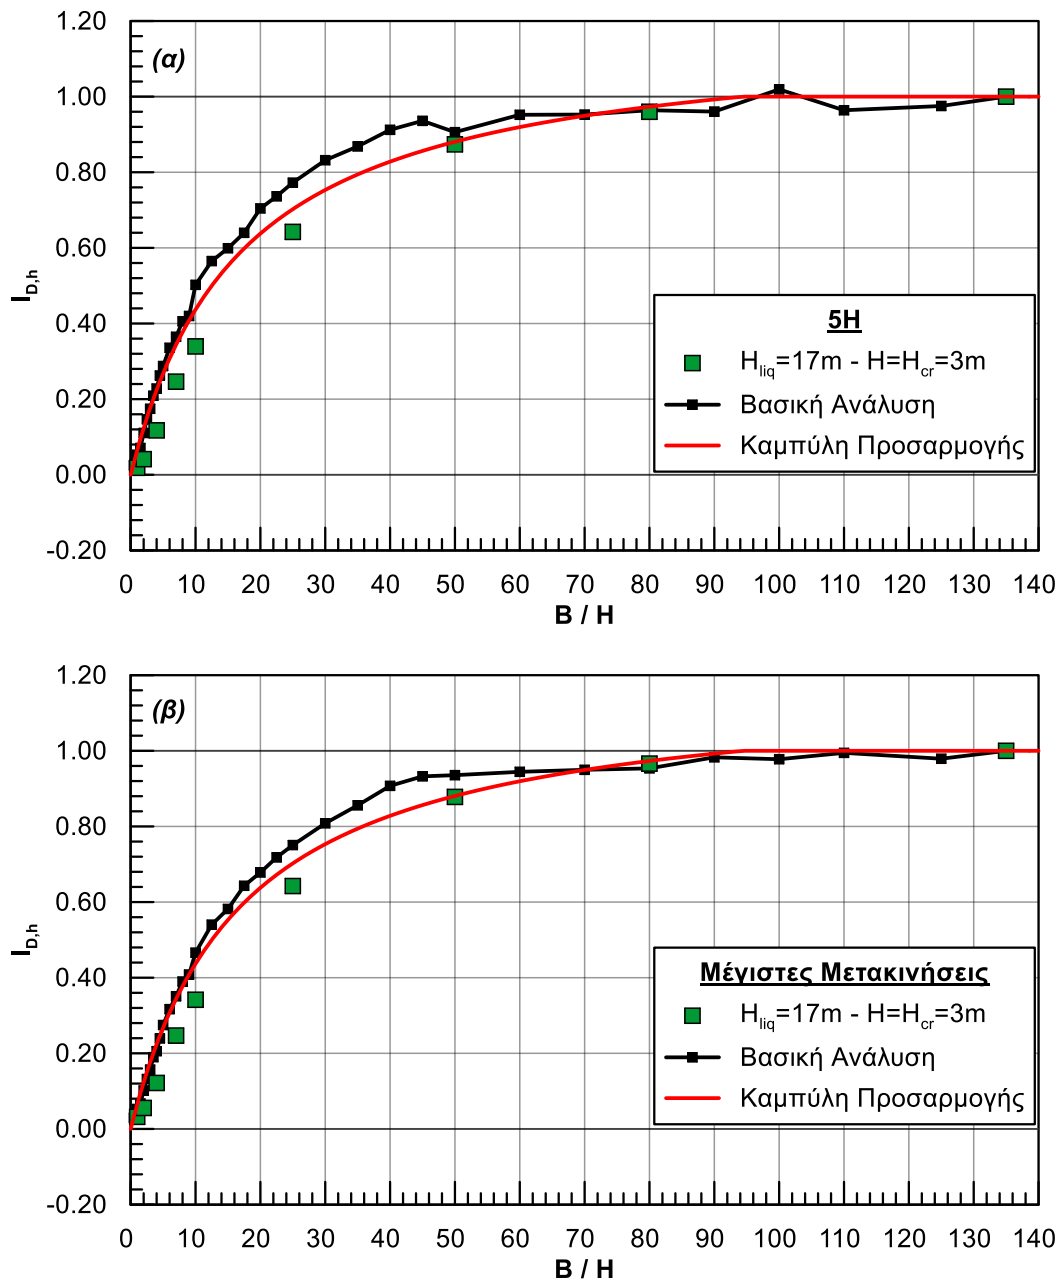 1.20
(α)
1.00
0.80
0.60
0.40
0.20
0.00
-0.20
I_D,h
5H
H_liq=17m - H=H_cr=3m
Βασική Ανάλυση
Καμπύλη Προσαρμογής
0 10 20 30 40 50 60 70 80 90 100 110 120 130 140
B / H
1.20
(β)
1.00
0.80
0.60
0.40
0.20
0.00
-0.20
I_D,h
Μέγιστες Μετακινήσεις
H_liq=17m - H=H_cr=3m
Βασική Ανάλυση
Καμπύλη Προσαρμογής
0 10 20 30 40 50 60 70 80 90 100 110 120 130 140
B / H